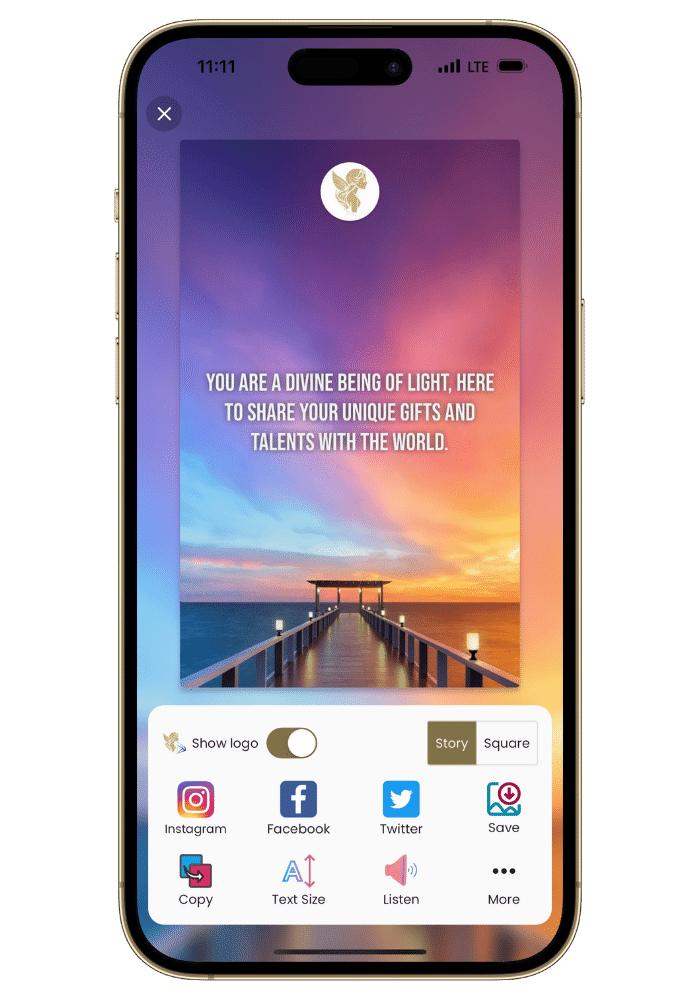 11:11 LTE
YOU ARE A DIVINE BEING OF LIGHT, HERE
TO SHARE YOUR UNIQUE GIFTS AND
TALENTS WITH THE WORLD.
Show logo Story Square
Instagram Facebook Twitter Save
Copy Text Size Listen More